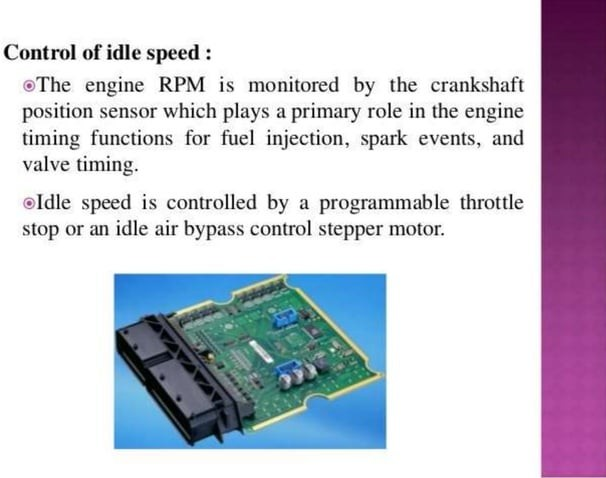 Control of idle speed :
The engine RPM is monitored by the crankshaft
position sensor which plays a primary role in the engine
timing functions for fuel injection, spark events, and
valve timing.
Idle speed is controlled by a programmable throttle
stop or an idle air bypass control stepper motor.